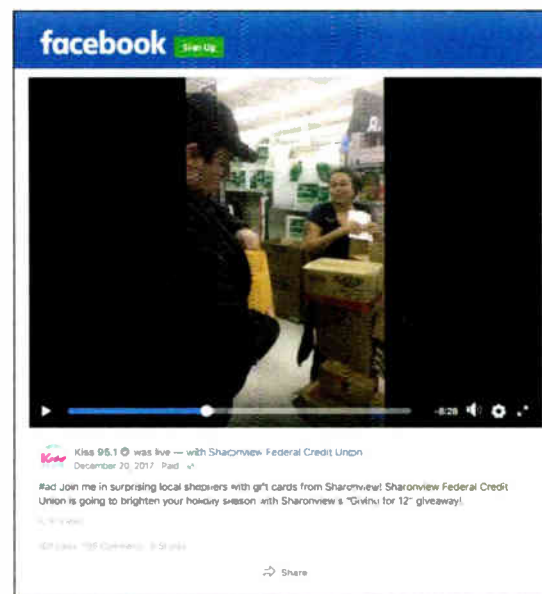 facebook Sign Up
-8:28
Kiss 95.1 was live — with Sharonview Federal Credit Union
December 20, 2017 Paid
#ad Join me in surprising local shoppers with gift cards from Sharonview! Sharonview Federal Credit
Union is going to brighten your holiday season with Sharonview's "Giving for 12" giveaway!
Share